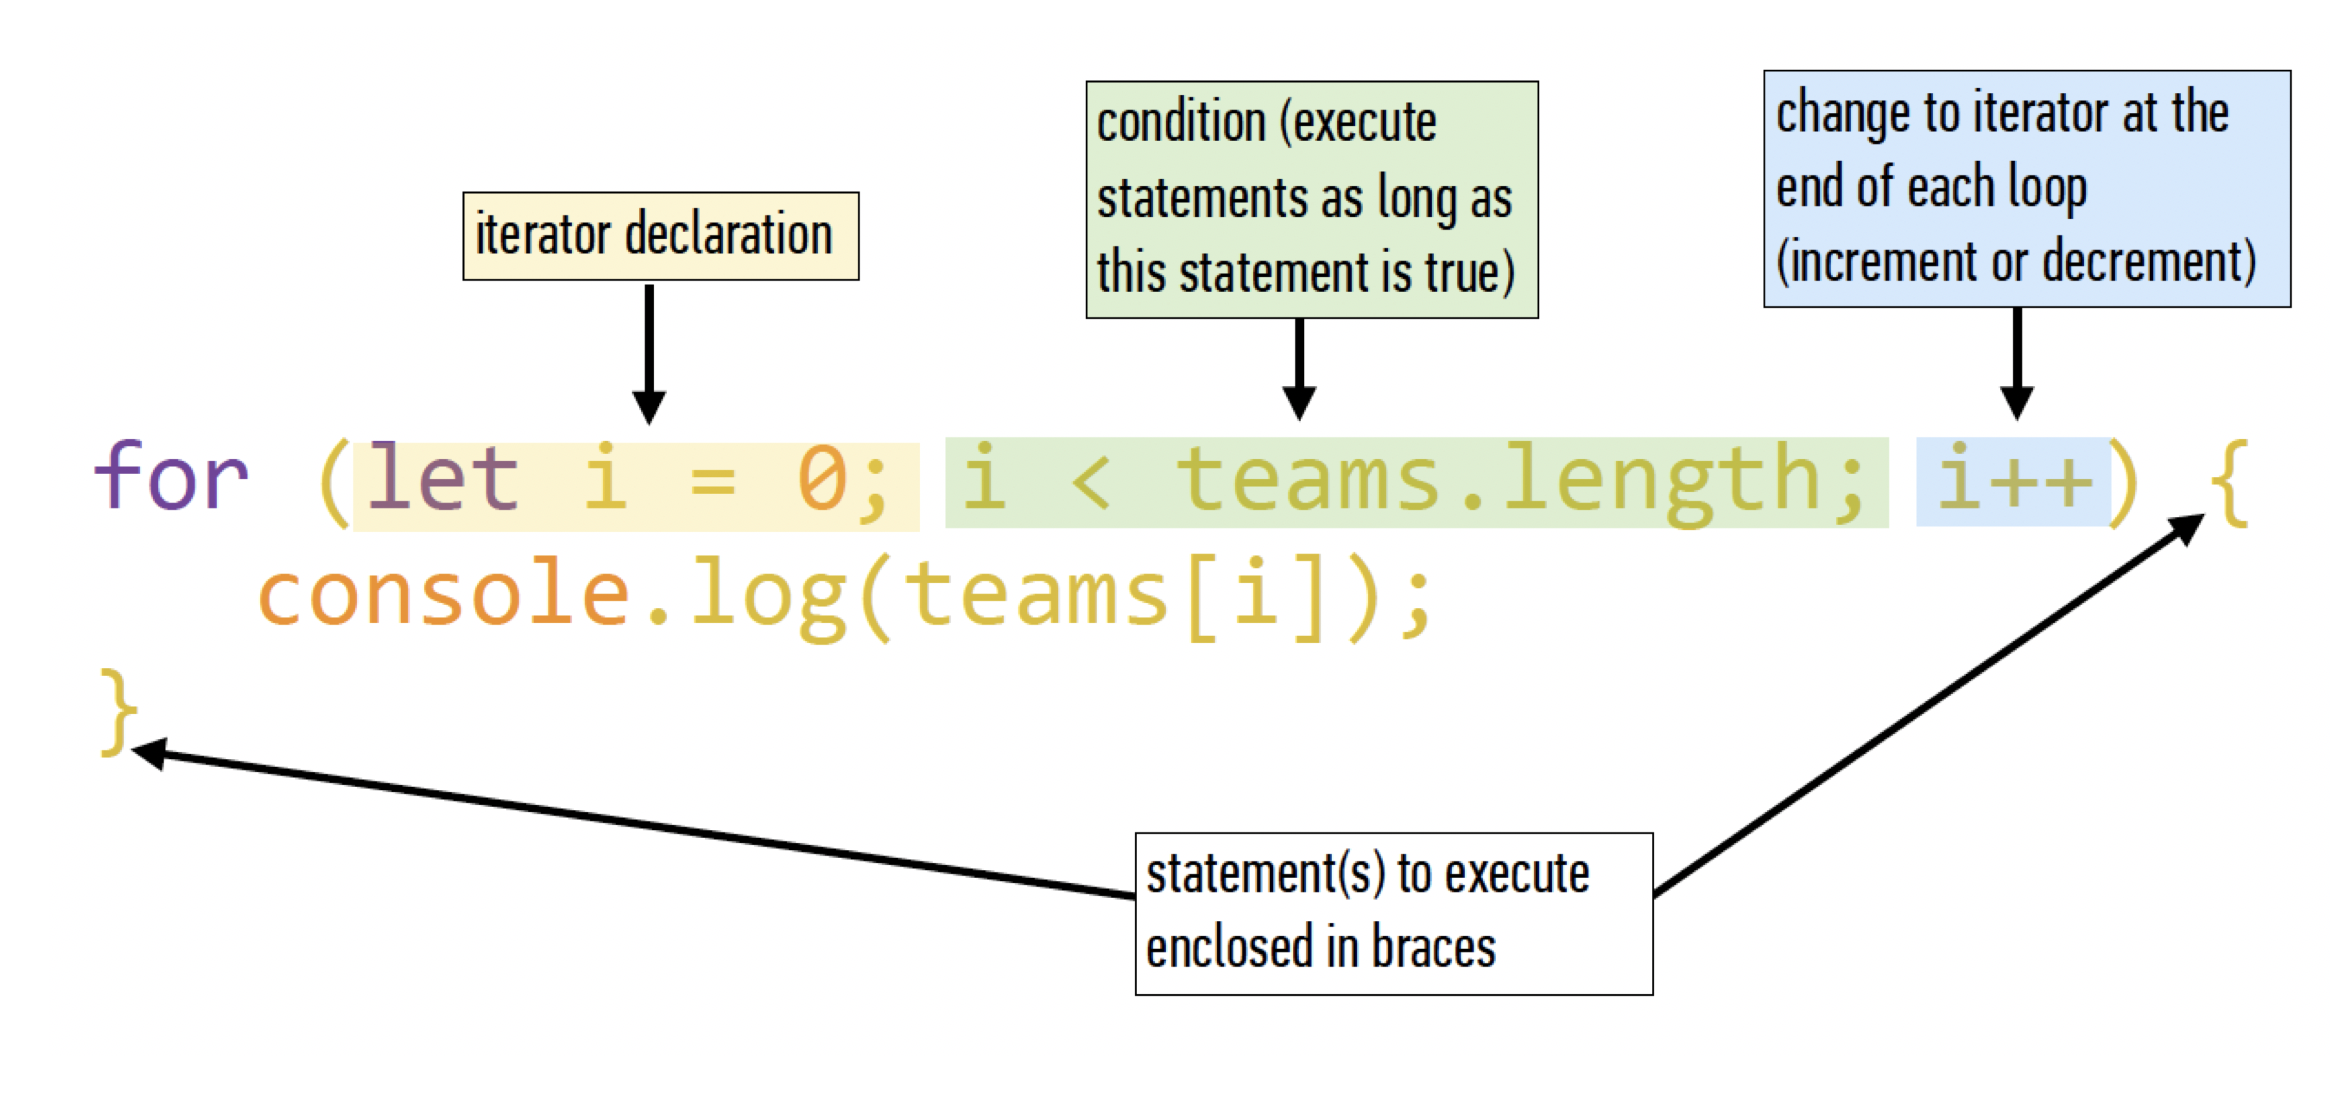 iterator declaration
condition (execute
statements as long as
this statement is true)
change to iterator at the
end of each loop
(increment or decrement)
for (let i = 0; i < teams.length; i++) {
console.log(teams[i]);
}
statement(s) to execute
enclosed in braces